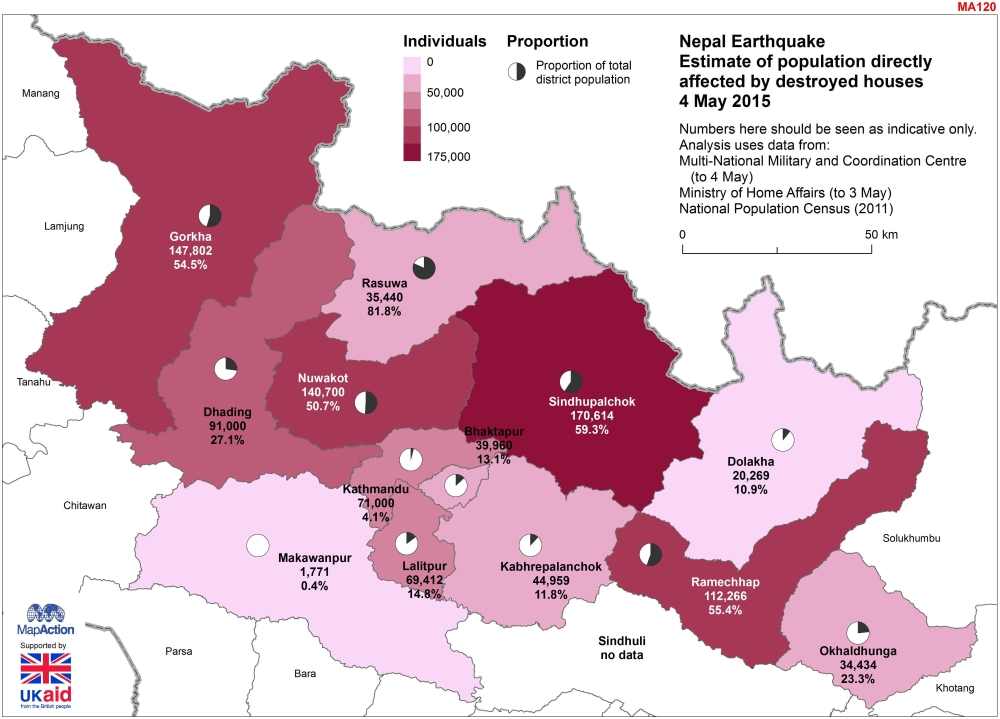 MA120
Individuals
0
50,000
100,000
175,000
Proportion
Proportion of total
district population
Nepal Earthquake
Estimate of population directly
affected by destroyed houses
4 May 2015
Numbers here should be seen as indicative only.
Analysis uses data from:
Multi-National Military and Coordination Centre
(to 4 May)
Ministry of Home Affairs (to 3 May)
National Population Census (2011)
0
50 km
Manang
Lamjung
Gorkha
147,802
54.5%
Rasuwa
35,440
81.8%
Tanahu
Dhading
91,000
27.1%
Nuwakot
140,700
50.7%
Sindhupalchok
170,614
59.3%
Bhaktapur
39,960
13.1%
Dolakha
20,269
10.9%
Chitawan
Kathmandu
71,000
4.1%
Solukhumbu
Makawanpur
1,771
0.4%
Lalitpur
69,412
14.8%
Kabhrepalanchok
44,959
11.8%
Ramechhap
112,266
55.4%
Sindhuli
no data
Okhaldhunga
34,434
23.3%
Parsa
Bara
Khotang
MapAction
Supported by
UKaid
from the British people